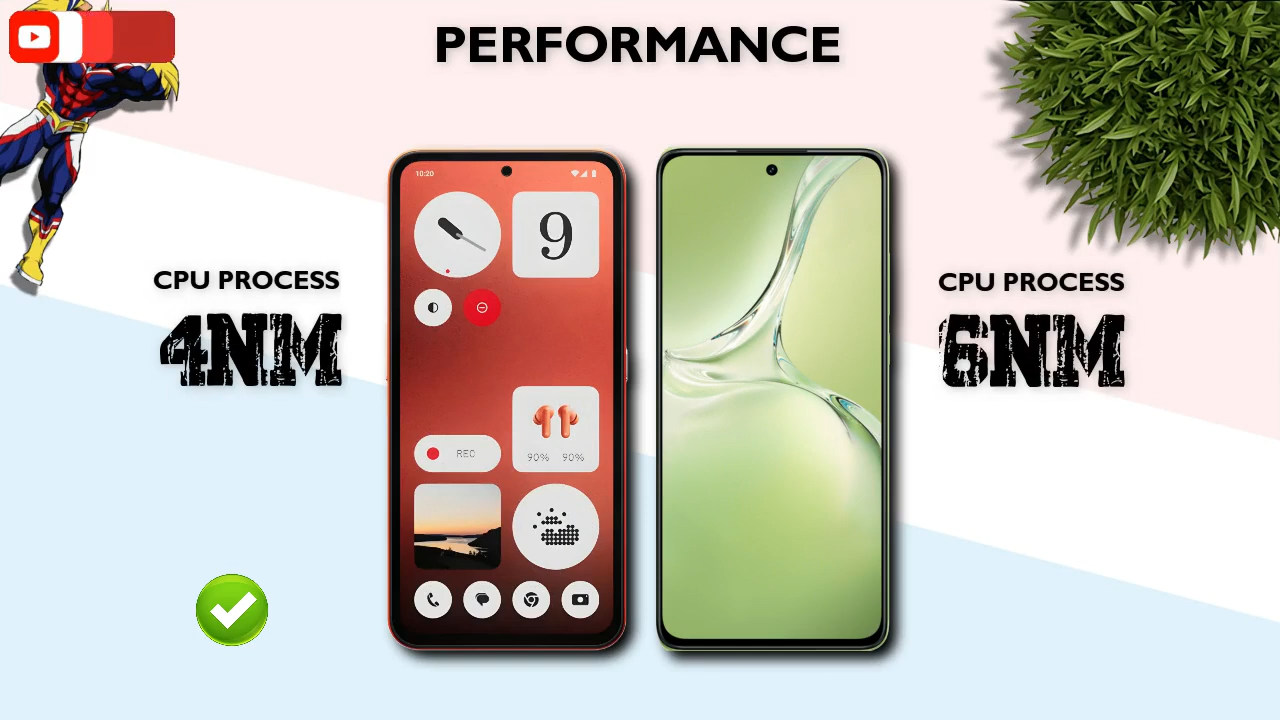 PERFORMANCE
CPU PROCESS
4NM
CPU PROCESS
6NM
10:20
9
REC
90% 90%